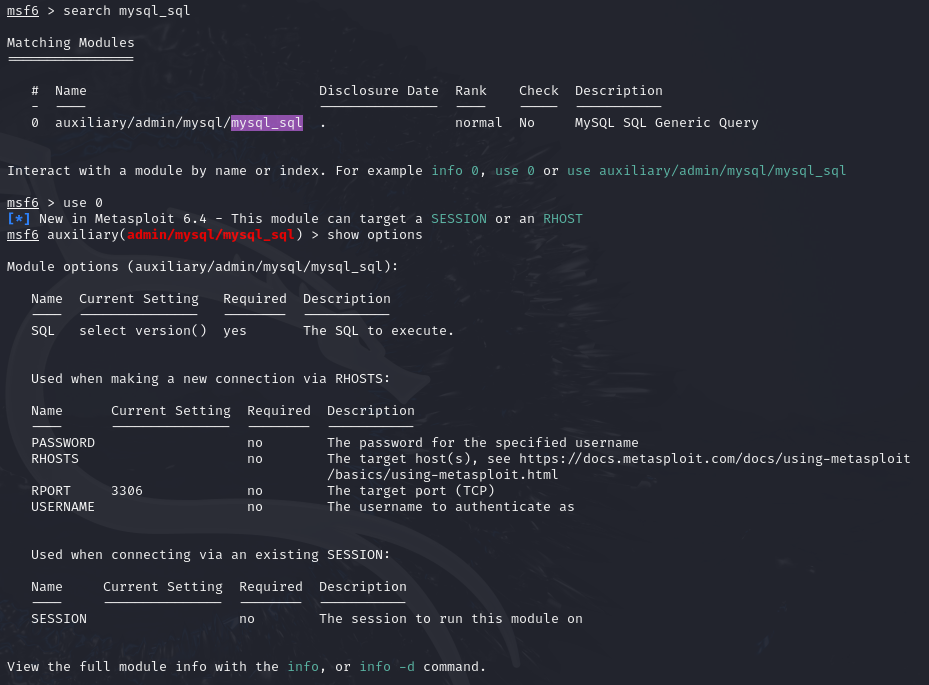 msf6 > search mysql_sql
Matching Modules
================
#  Name                             Disclosure Date  Rank    Check  Description
-  ----                             ---------------  ----    -----  -----------
0  auxiliary/admin/mysql/mysql_sql  .                normal  No     MySQL SQL Generic Query
Interact with a module by name or index. For example info 0, use 0 or use auxiliary/admin/mysql/mysql_sql
msf6 > use 0
[*] New in Metasploit 6.4 - This module can target a SESSION or an RHOST
msf6 auxiliary(admin/mysql/mysql_sql) > show options
Module options (auxiliary/admin/mysql/mysql_sql):
Name  Current Setting   Required  Description
----  ---------------   --------  -----------
SQL   select version()  yes       The SQL to execute.
Used when making a new connection via RHOSTS:
Name      Current Setting  Required  Description
----      ---------------  --------  -----------
PASSWORD                   no        The password for the specified username
RHOSTS                     no        The target host(s), see https://docs.metasploit.com/docs/using-metasploit
/basics/using-metasploit.html
RPORT     3306             no        The target port (TCP)
USERNAME                   no        The username to authenticate as
Used when connecting via an existing SESSION:
Name     Current Setting  Required  Description
----     ---------------  --------  -----------
SESSION                   no        The session to run this module on
View the full module info with the info, or info -d command.